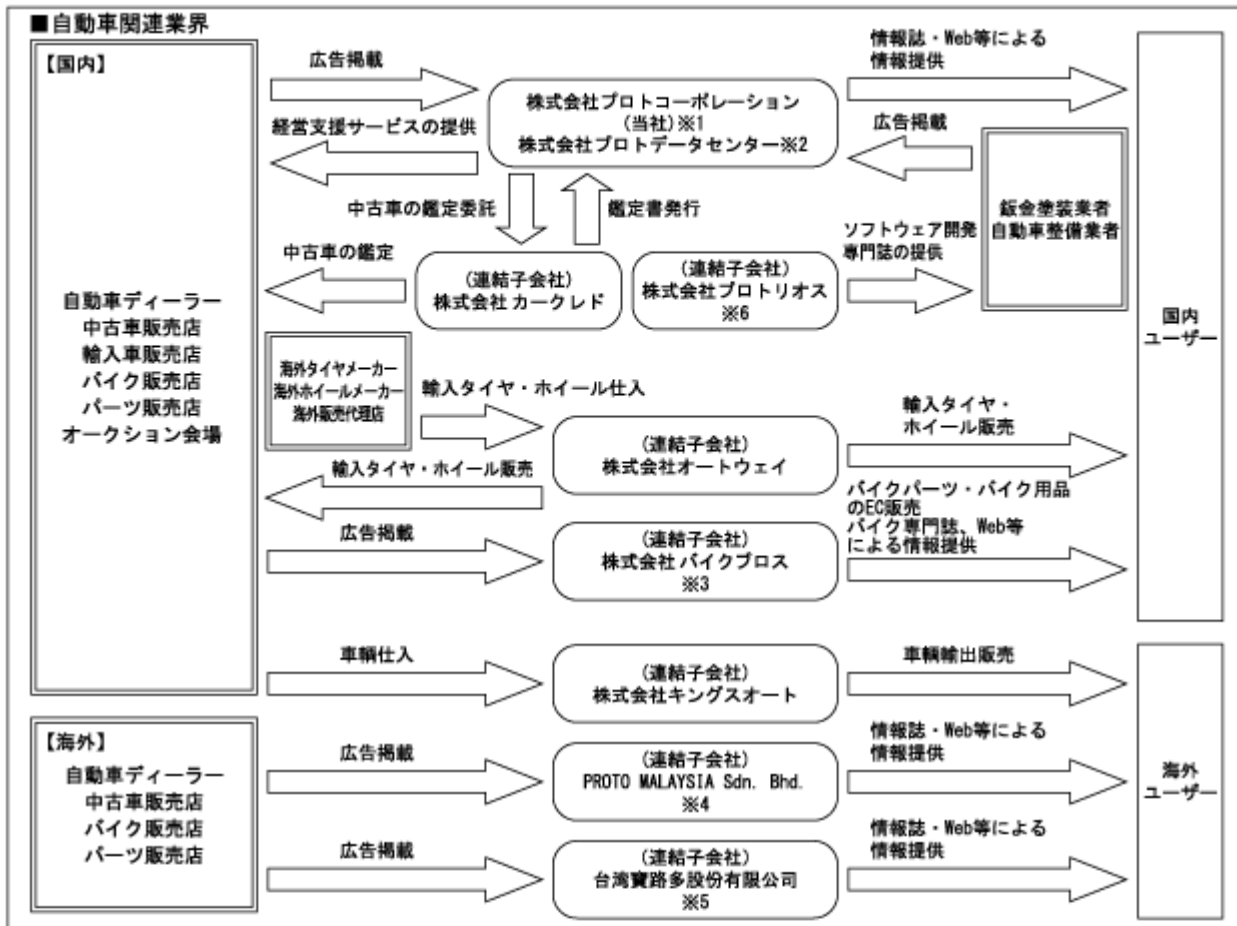 ■自動車関連業界
【国内】
自動車ディーラー
中古車販売店
輸入車販売店
バイク販売店
パーツ販売店
オークション会場
広告掲載
経営支援サービスの提供
株式会社プロトコーポレーション
(当社)※1
株式会社プロトデータセンター※2
情報誌・Web等による
情報提供
広告掲載
鈑金塗装業者
自動車整備業者
中古車の鑑定委託
鑑定書発行
ソフトウェア開発
専門誌の提供
中古車の鑑定
(連結子会社)
株式会社 カークレド
(連結子会社)
株式会社プロトリオス
※6
国内
ユーザー
海外タイヤメーカー
海外ホイールメーカー
海外販売代理店
輸入タイヤ・ホイール仕入
(連結子会社)
株式会社オートウェイ
輸入タイヤ・
ホイール販売
輸入タイヤ・ホイール販売
広告掲載
(連結子会社)
株式会社 バイクブロス
※3
バイクパーツ・バイク用品
のEC販売
バイク専門誌、Web等
による情報提供
車輌仕入
(連結子会社)
株式会社キングスオート
車輌輸出販売
【海外】
自動車ディーラー
中古車販売店
バイク販売店
パーツ販売店
広告掲載
(連結子会社)
PROTO MALAYSIA Sdn. Bhd.
※4
情報誌・Web等による
情報提供
海外
ユーザー
広告掲載
(連結子会社)
台湾寶路多股份有限公司
※5
情報誌・Web等による
情報提供